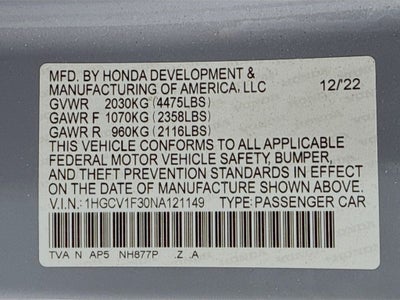 MFD. BY HONDA DEVELOPMENT &
MANUFACTURING OF AMERICA, LLC 12/'22
GVWR 2030KG (4475LBS)
GAWR F 1070KG (2358LBS)
GAWR R 960KG (2116LBS)
THIS VEHICLE CONFORMS TO ALL APPLICABLE
FEDERAL MOTOR VEHICLE SAFETY, BUMPER,
AND THEFT PREVENTION STANDARDS IN EFFECT
ON THE DATE OF MANUFACTURE SHOWN ABOVE.
V.I.N.: 1HGCV1F30NA121149 TYPE: PASSENGER CAR
TVA N AP5 NH877P .Z .A